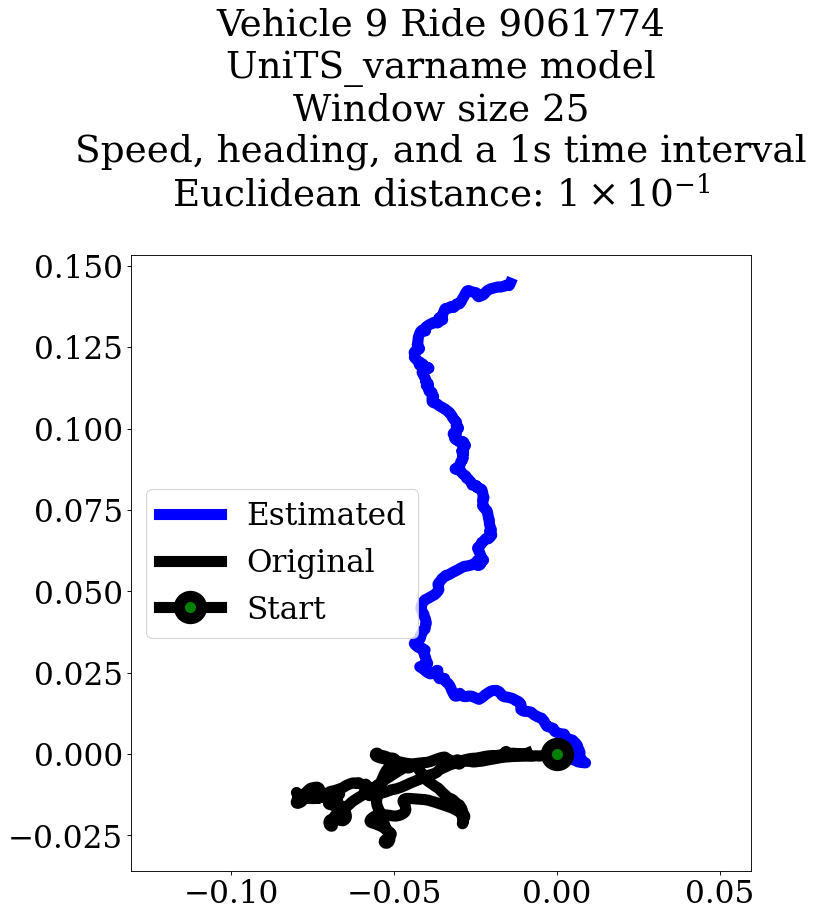 Vehicle 9 Ride 9061774
UniTS_varname model
Window size 25
Speed, heading, and a 1s time interval
Euclidean distance: 1 × 10⁻¹
0.150
0.125
0.100
0.075
0.050
0.025
0.000
−0.025
Estimated
Original
Start
−0.10
−0.05
0.00
0.05